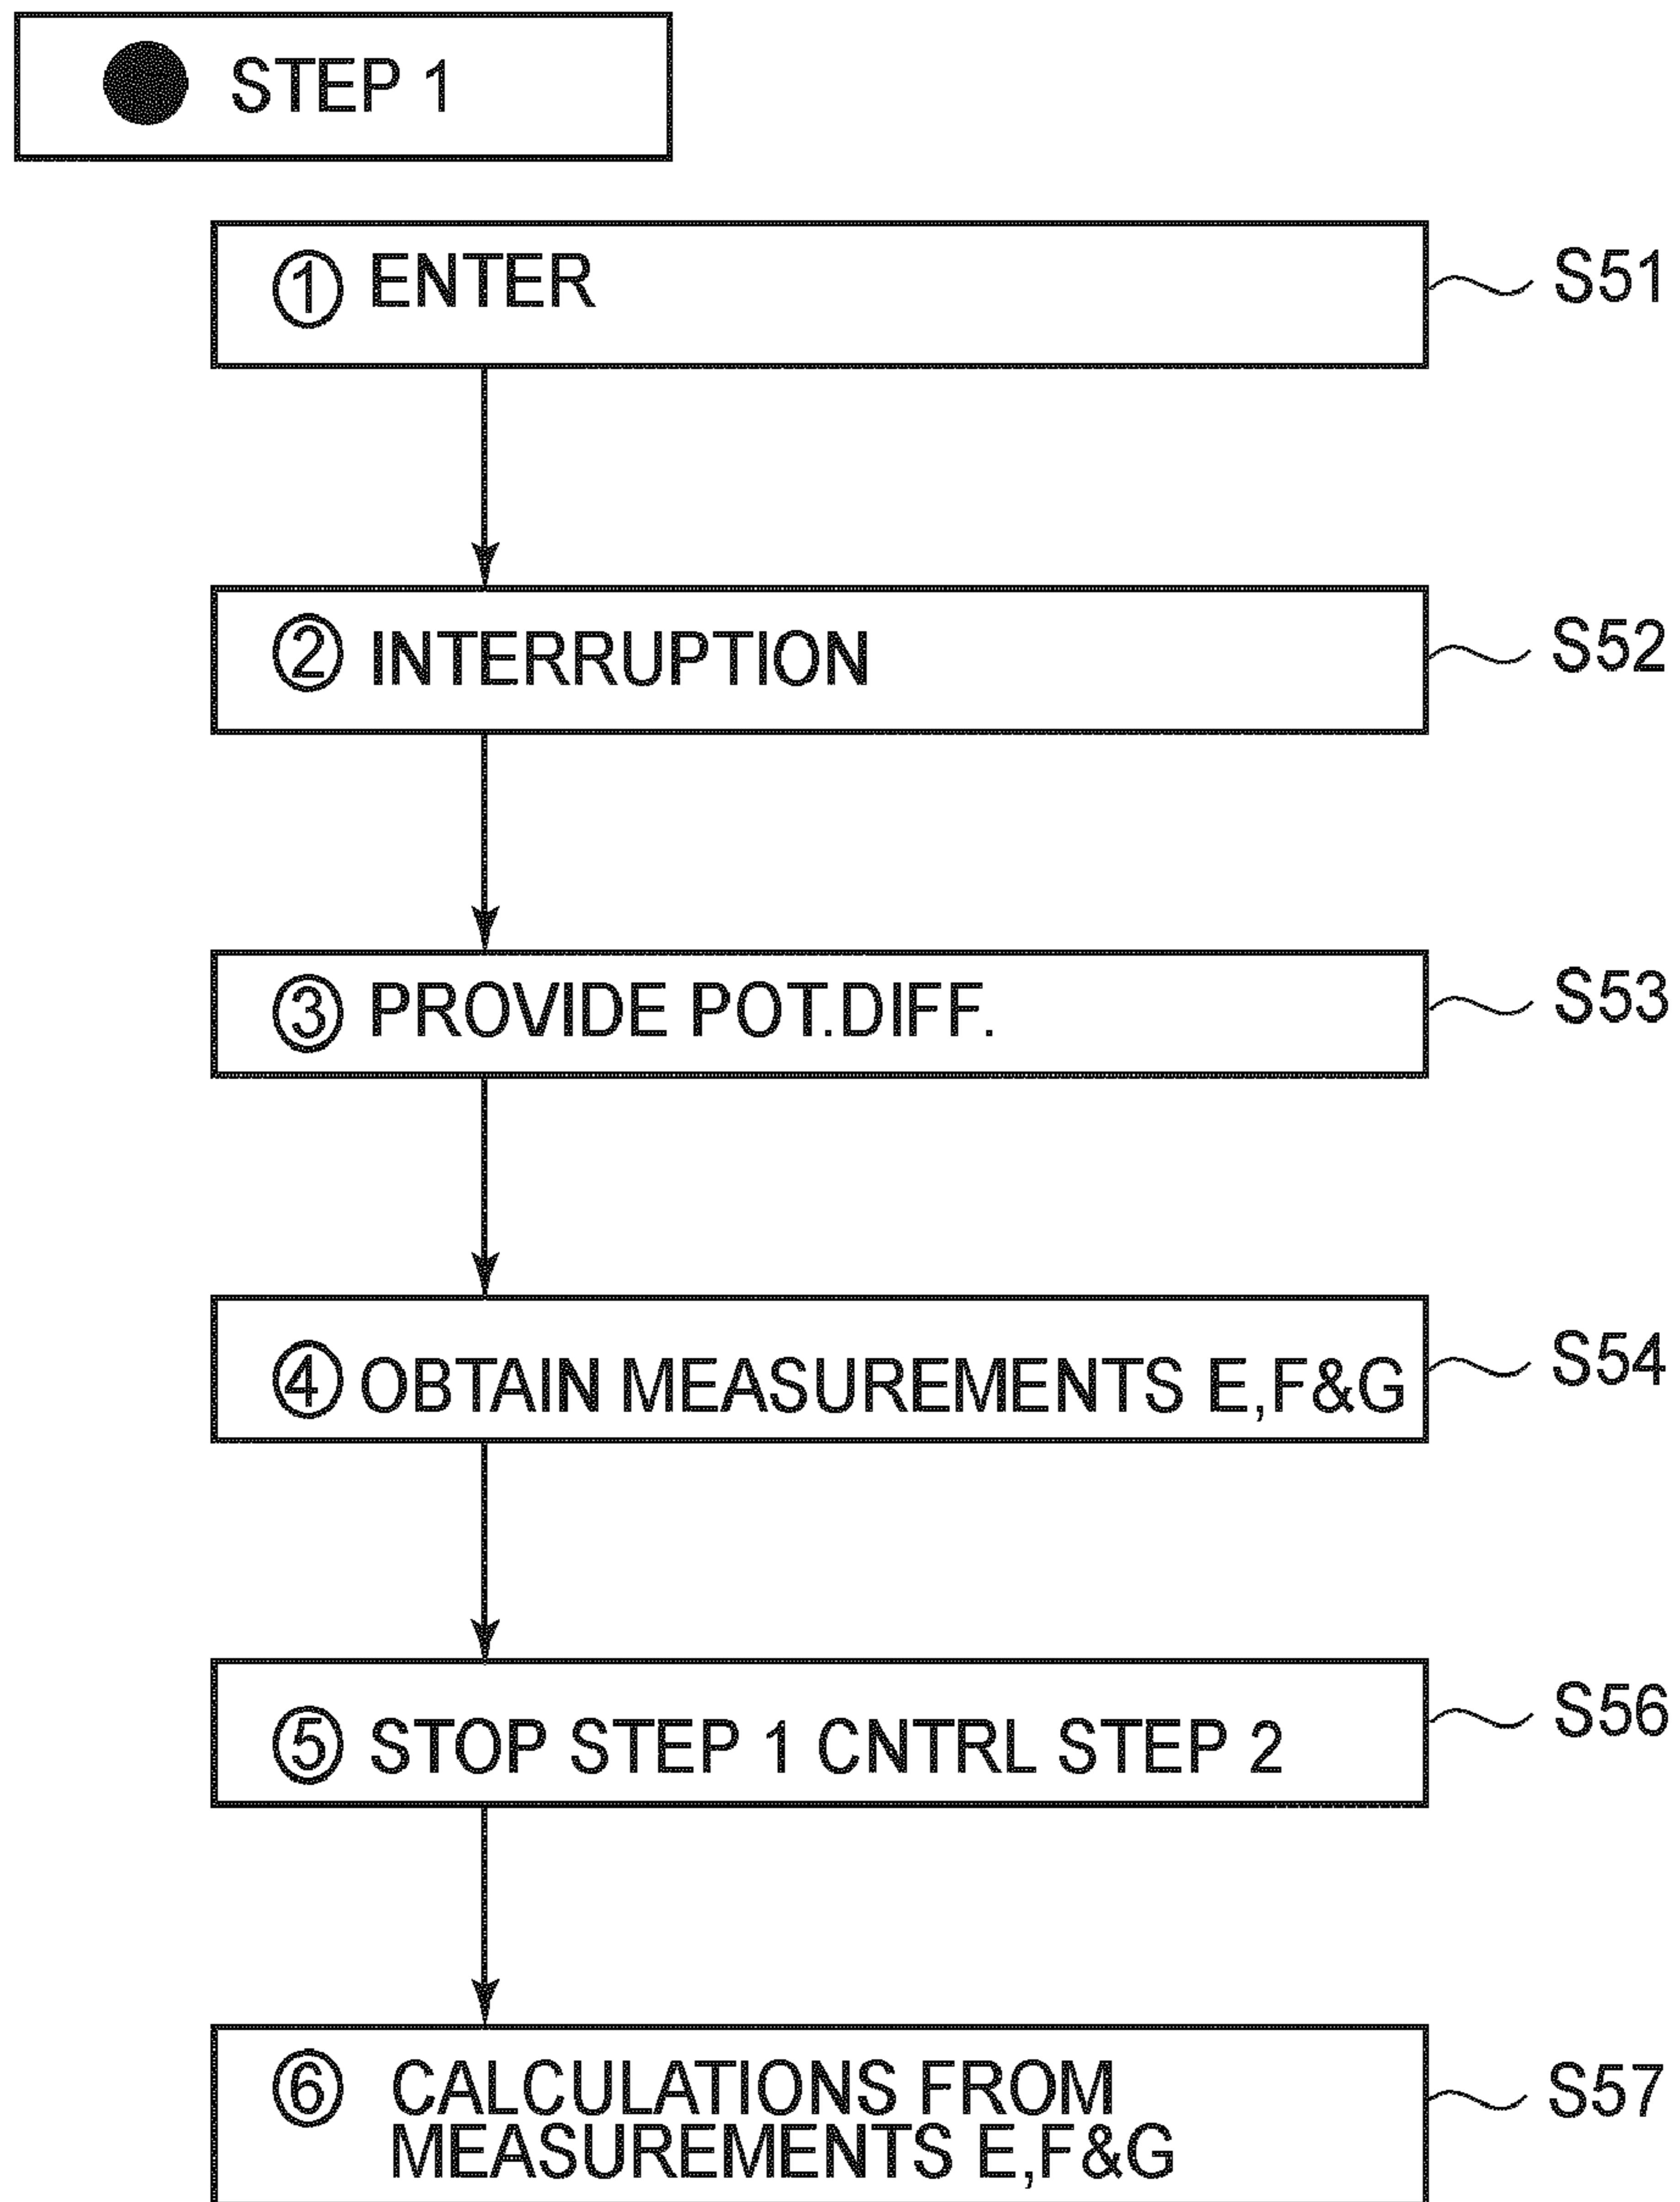 ● STEP 1
① ENTER
S51
② INTERRUPTION
S52
③ PROVIDE POT.DIFF.
S53
④ OBTAIN MEASUREMENTS E,F&G
S54
⑤ STOP STEP 1 CNTRL STEP 2
S56
⑥ CALCULATIONS FROM
MEASUREMENTS E,F&G
S57